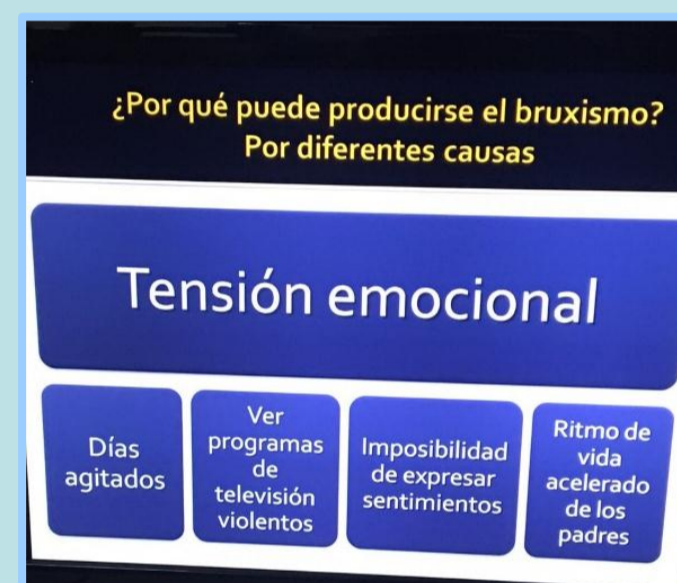 ¿Por qué puede producirse el bruxismo?
Por diferentes causas
Tensión emocional
Días
agitados
Ver
programas
de
televisión
violentos
Imposibilidad
de expresar
sentimientos
Ritmo de
vida
acelerado
de los
padres